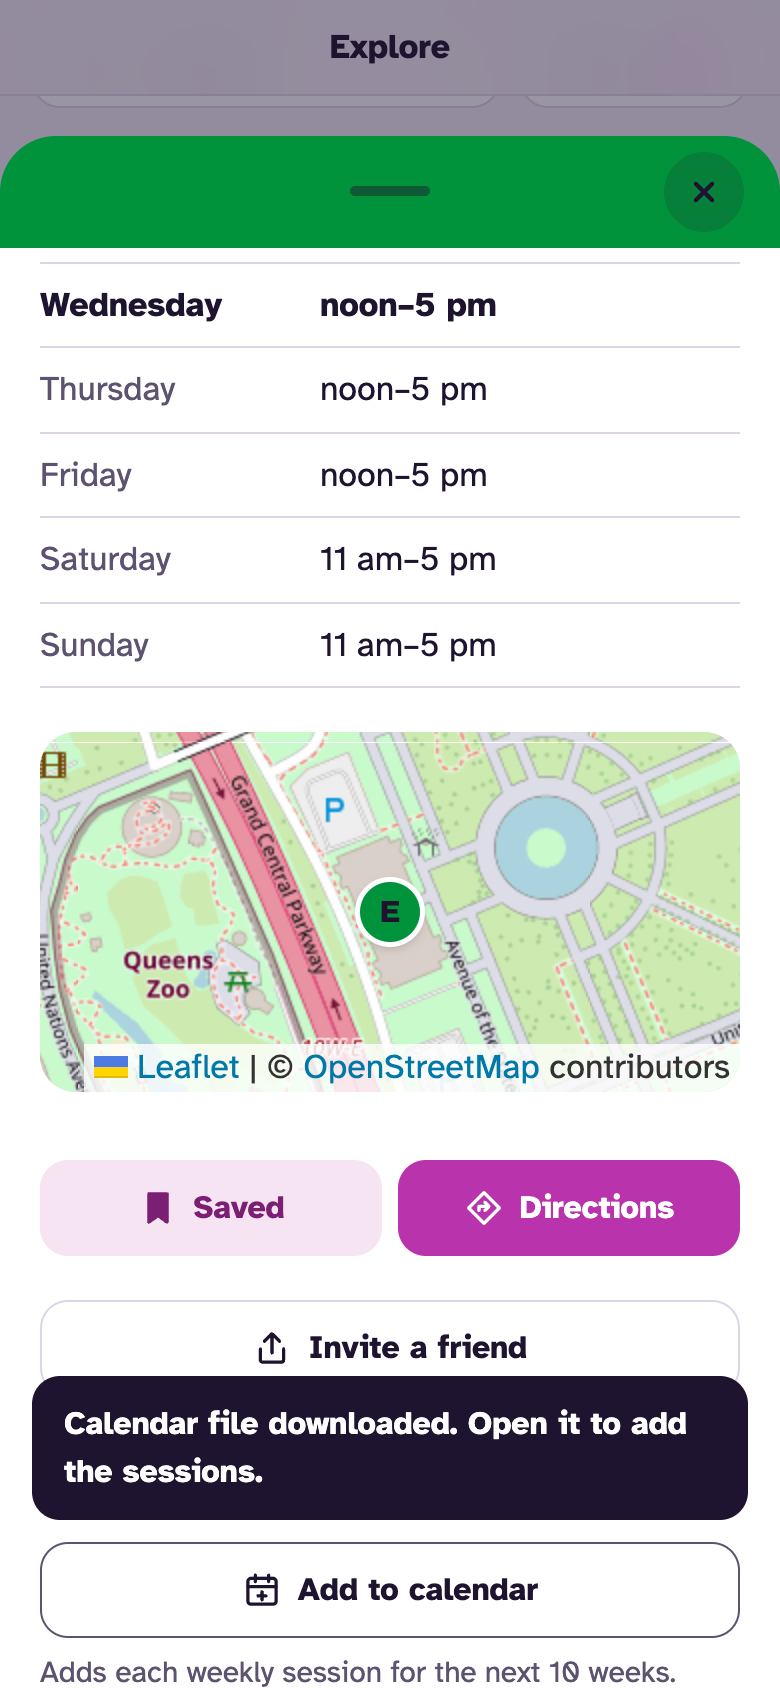 Explore
Wednesday noon–5 pm
Thursday noon–5 pm
Friday noon–5 pm
Saturday 11 am–5 pm
Sunday 11 am–5 pm
P
Grand Central Parkway
E
Queens
Zoo
United Nations Ave
Avenue of the
Leaflet | © OpenStreetMap contributors
Saved
Directions
Invite a friend
Calendar file downloaded. Open it to add
the sessions.
Add to calendar
Adds each weekly session for the next 10 weeks.